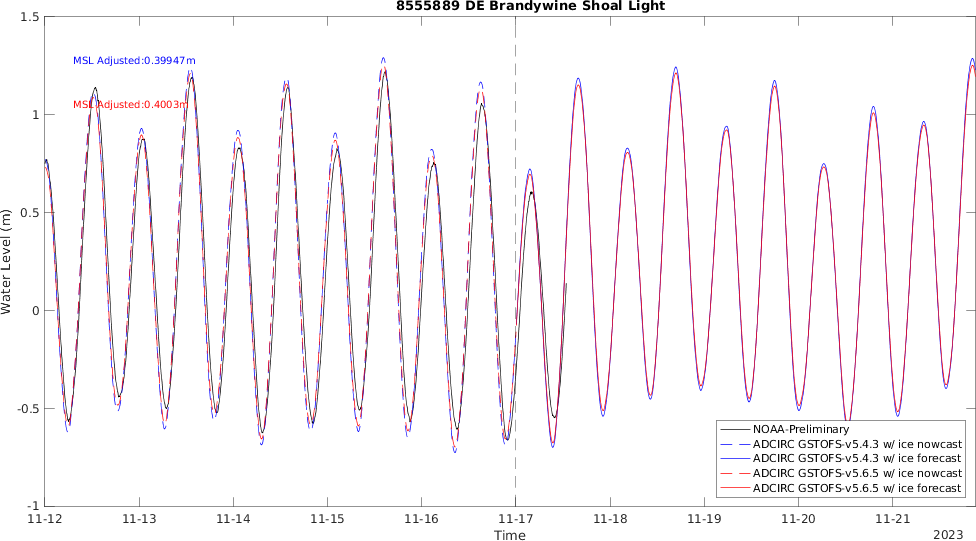 8555889 DE Brandywine Shoal Light
1.5
1
0.5
0
-0.5
-1
Water Level (m)
MSL Adjusted:0.39947m
MSL Adjusted:0.4003m
NOAA-Preliminary
ADCIRC GSTOFS-v5.4.3 w/ ice nowcast
ADCIRC GSTOFS-v5.4.3 w/ ice forecast
ADCIRC GSTOFS-v5.6.5 w/ ice nowcast
ADCIRC GSTOFS-v5.6.5 w/ ice forecast
11-12 11-13 11-14 11-15 11-16 11-17 11-18 11-19 11-20 11-21
Time
2023